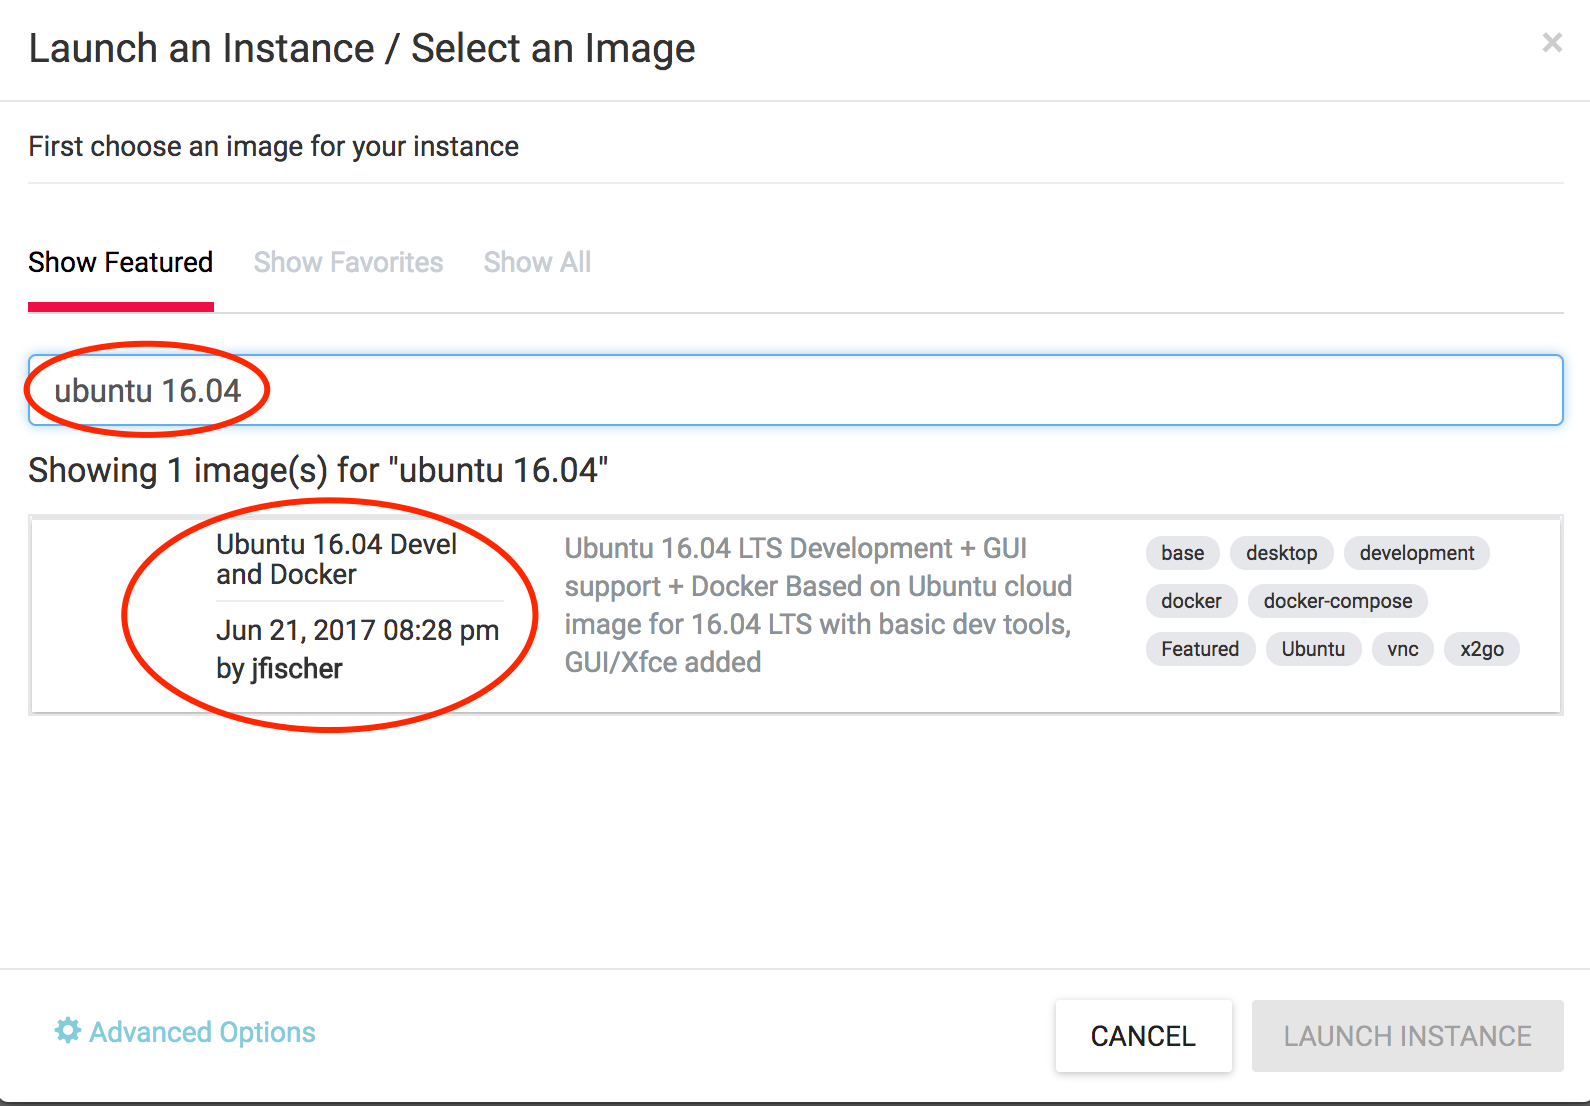 Launch an Instance / Select an Image
×
First choose an image for your instance
Show Featured
Show Favorites
Show All
ubuntu 16.04
Showing 1 image(s) for "ubuntu 16.04"
Ubuntu 16.04 Devel
and Docker
Jun 21, 2017 08:28 pm
by jfischer
Ubuntu 16.04 LTS Development + GUI
support + Docker Based on Ubuntu cloud
image for 16.04 LTS with basic dev tools,
GUI/Xfce added
base desktop development
docker docker-compose
Featured Ubuntu vnc x2go
Advanced Options
CANCEL
LAUNCH INSTANCE